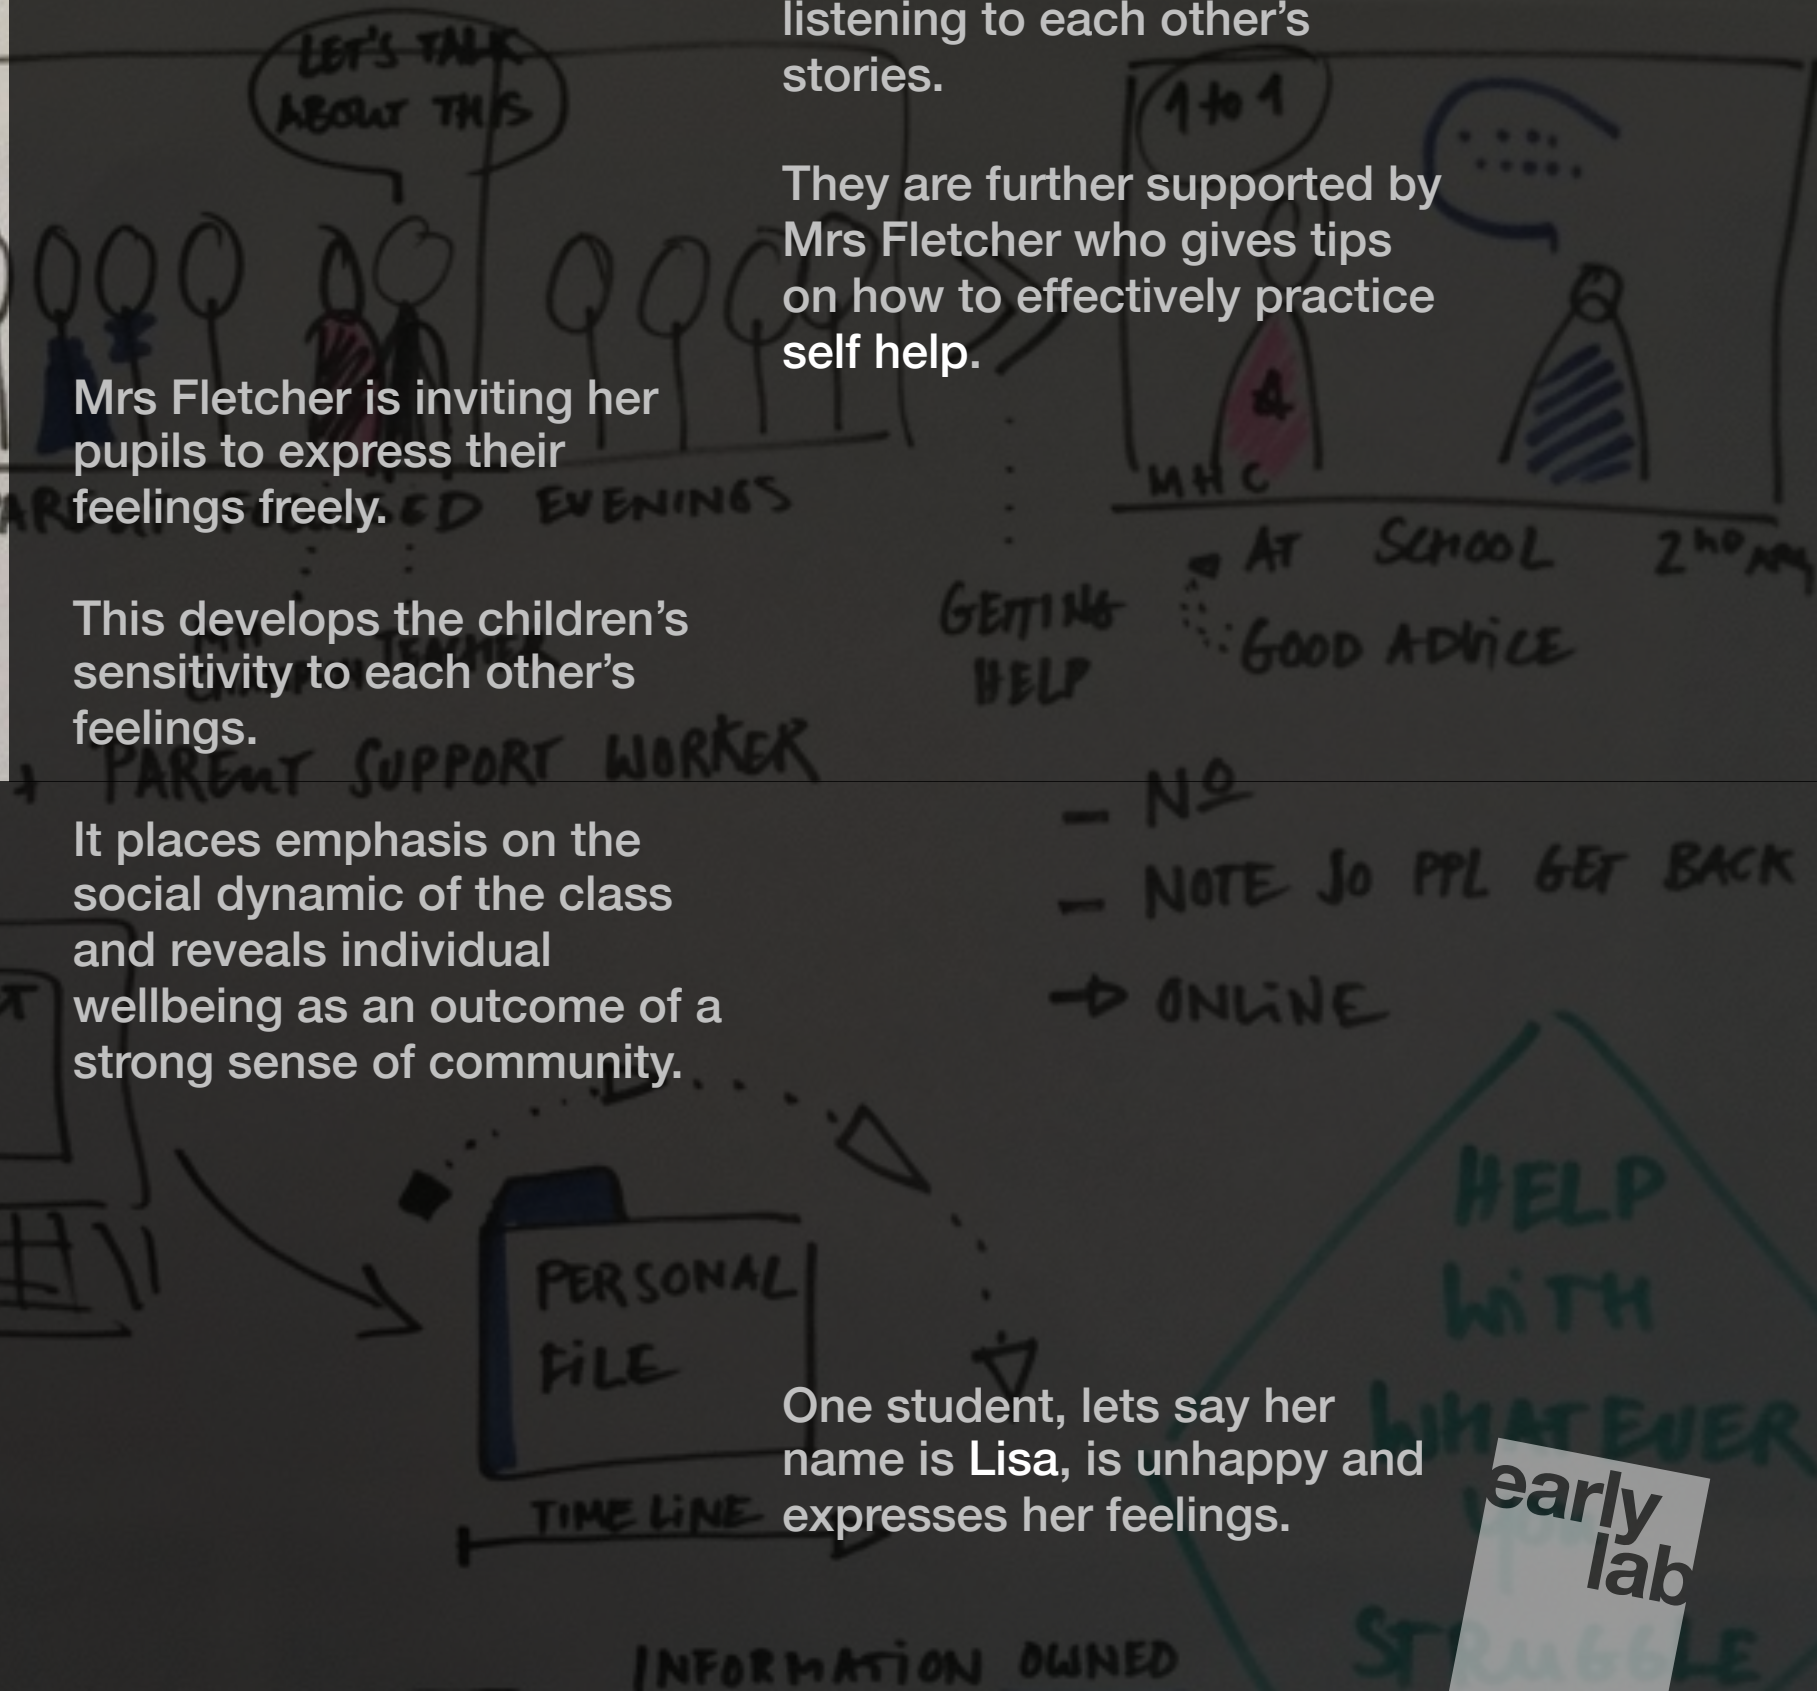 Mrs Fletcher is inviting her
pupils to express their
feelings freely.
This develops the children’s
sensitivity to each other’s
feelings.
It places emphasis on the
social dynamic of the class
and reveals individual
wellbeing as an outcome of a
strong sense of community.
listening to each other’s
stories.
They are further supported by
Mrs Fletcher who gives tips
on how to effectively practice
self help.
One student, lets say her
name is Lisa, is unhappy and
expresses her feelings.
early
lab
LET'S TALK
ABOUT THIS
EVENINGS
TEACHER
+ PARENT SUPPORT WORKER
1 to 1
MHC
AT SCHOOL 2ND
GOOD ADVICE
GETTING
HELP
- NO
- NOTE SO PPL GET BACK
ONLINE
PERSONAL
FILE
TIMELINE
INFORMATION OWNED
HELP
WITH
WHATEVER
YOU
STRUGGLE